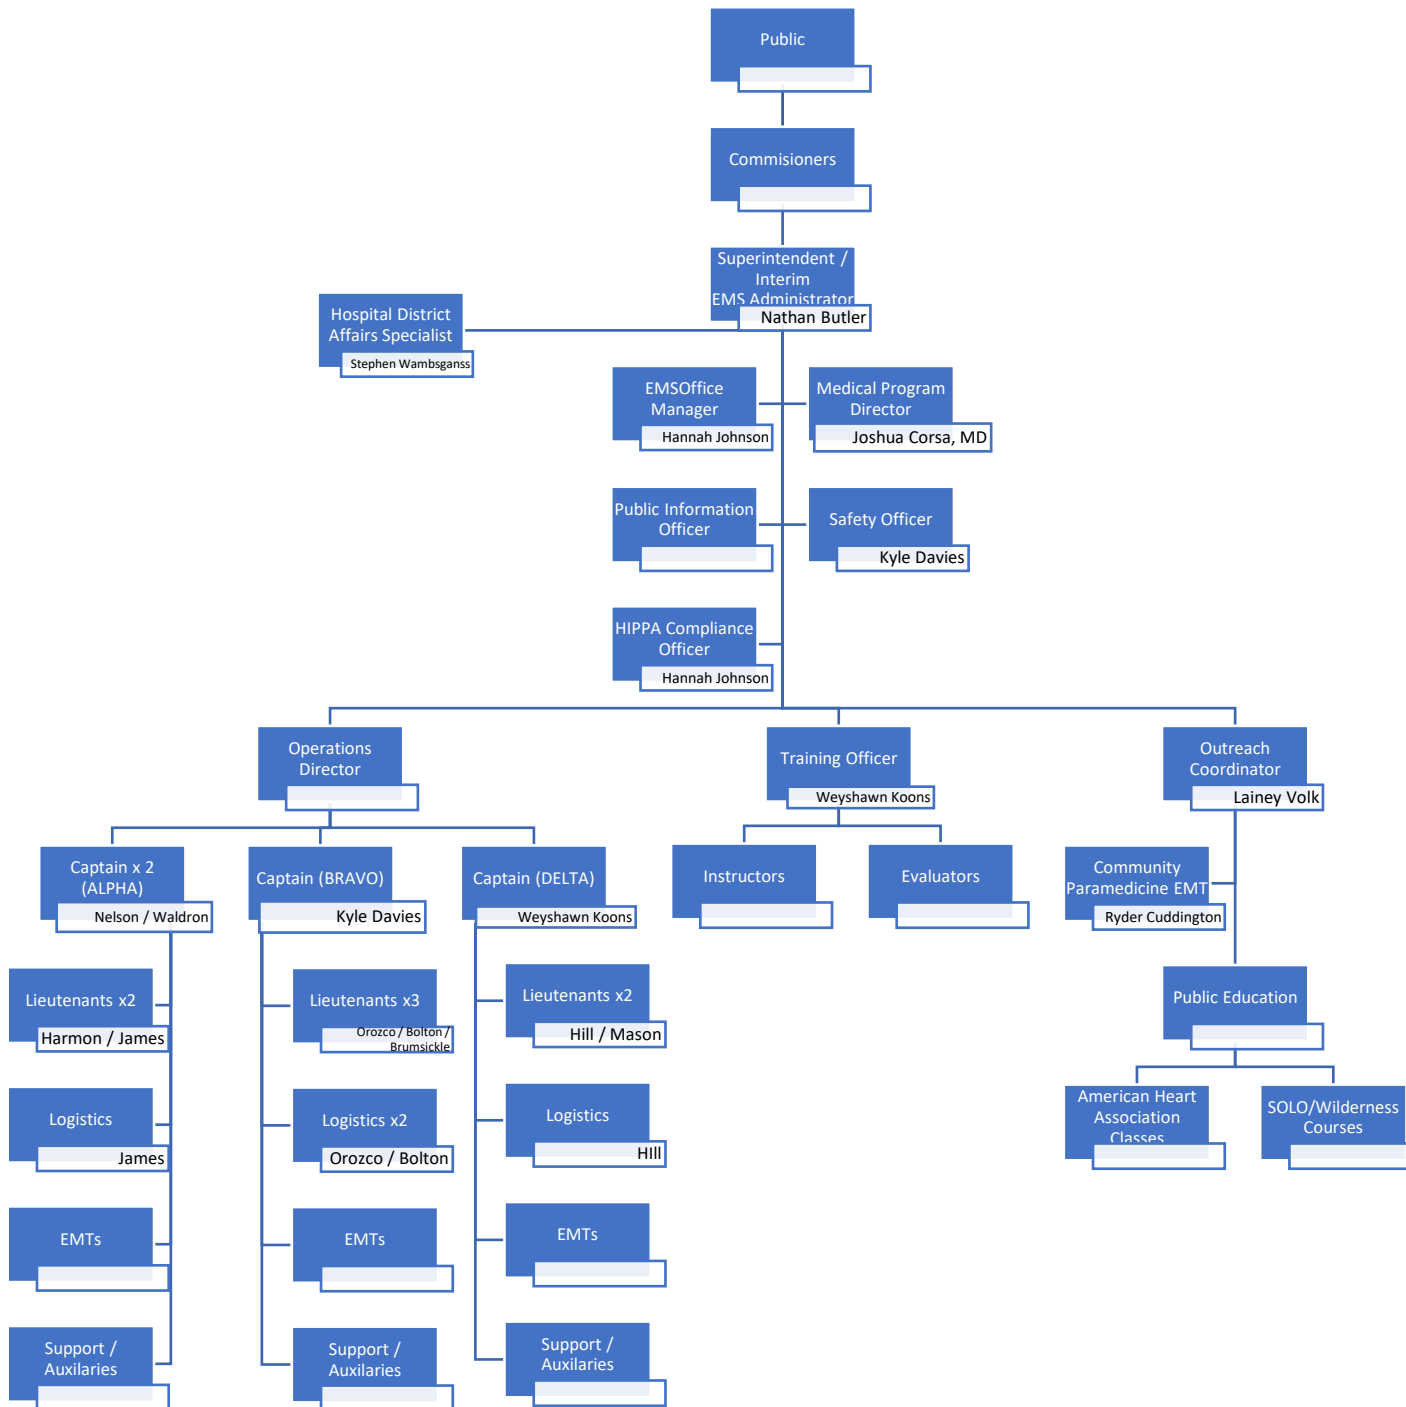 Public
Commisioners
Superintendent /
Interim
EMS Administrator
Nathan Butler
Hospital District
Affairs Specialist
Stephen Wambsganss
EMSOffice
Manager
Hannah Johnson
Medical Program
Director
Joshua Corsa, MD
Public Information
Officer
Safety Officer
Kyle Davies
HIPPA Compliance
Officer
Hannah Johnson
Operations
Director
Training Officer
Weyshawn Koons
Outreach
Coordinator
Lainey Volk
Captain x 2
(ALPHA)
Nelson / Waldron
Captain (BRAVO)
Kyle Davies
Captain (DELTA)
Weyshawn Koons
Instructors
Evaluators
Community
Paramedicine EMT
Ryder Cuddington
Lieutenants x2
Harmon / James
Lieutenants x3
Orozco / Bolton /
Brumsickle
Lieutenants x2
Hill / Mason
Public Education
Logistics
James
Logistics x2
Orozco / Bolton
Logistics
HIll
American Heart
Association
Classes
SOLO/Wilderness
Courses
EMTs
EMTs
EMTs
Support /
Auxilaries
Support /
Auxilaries
Support /
Auxilaries